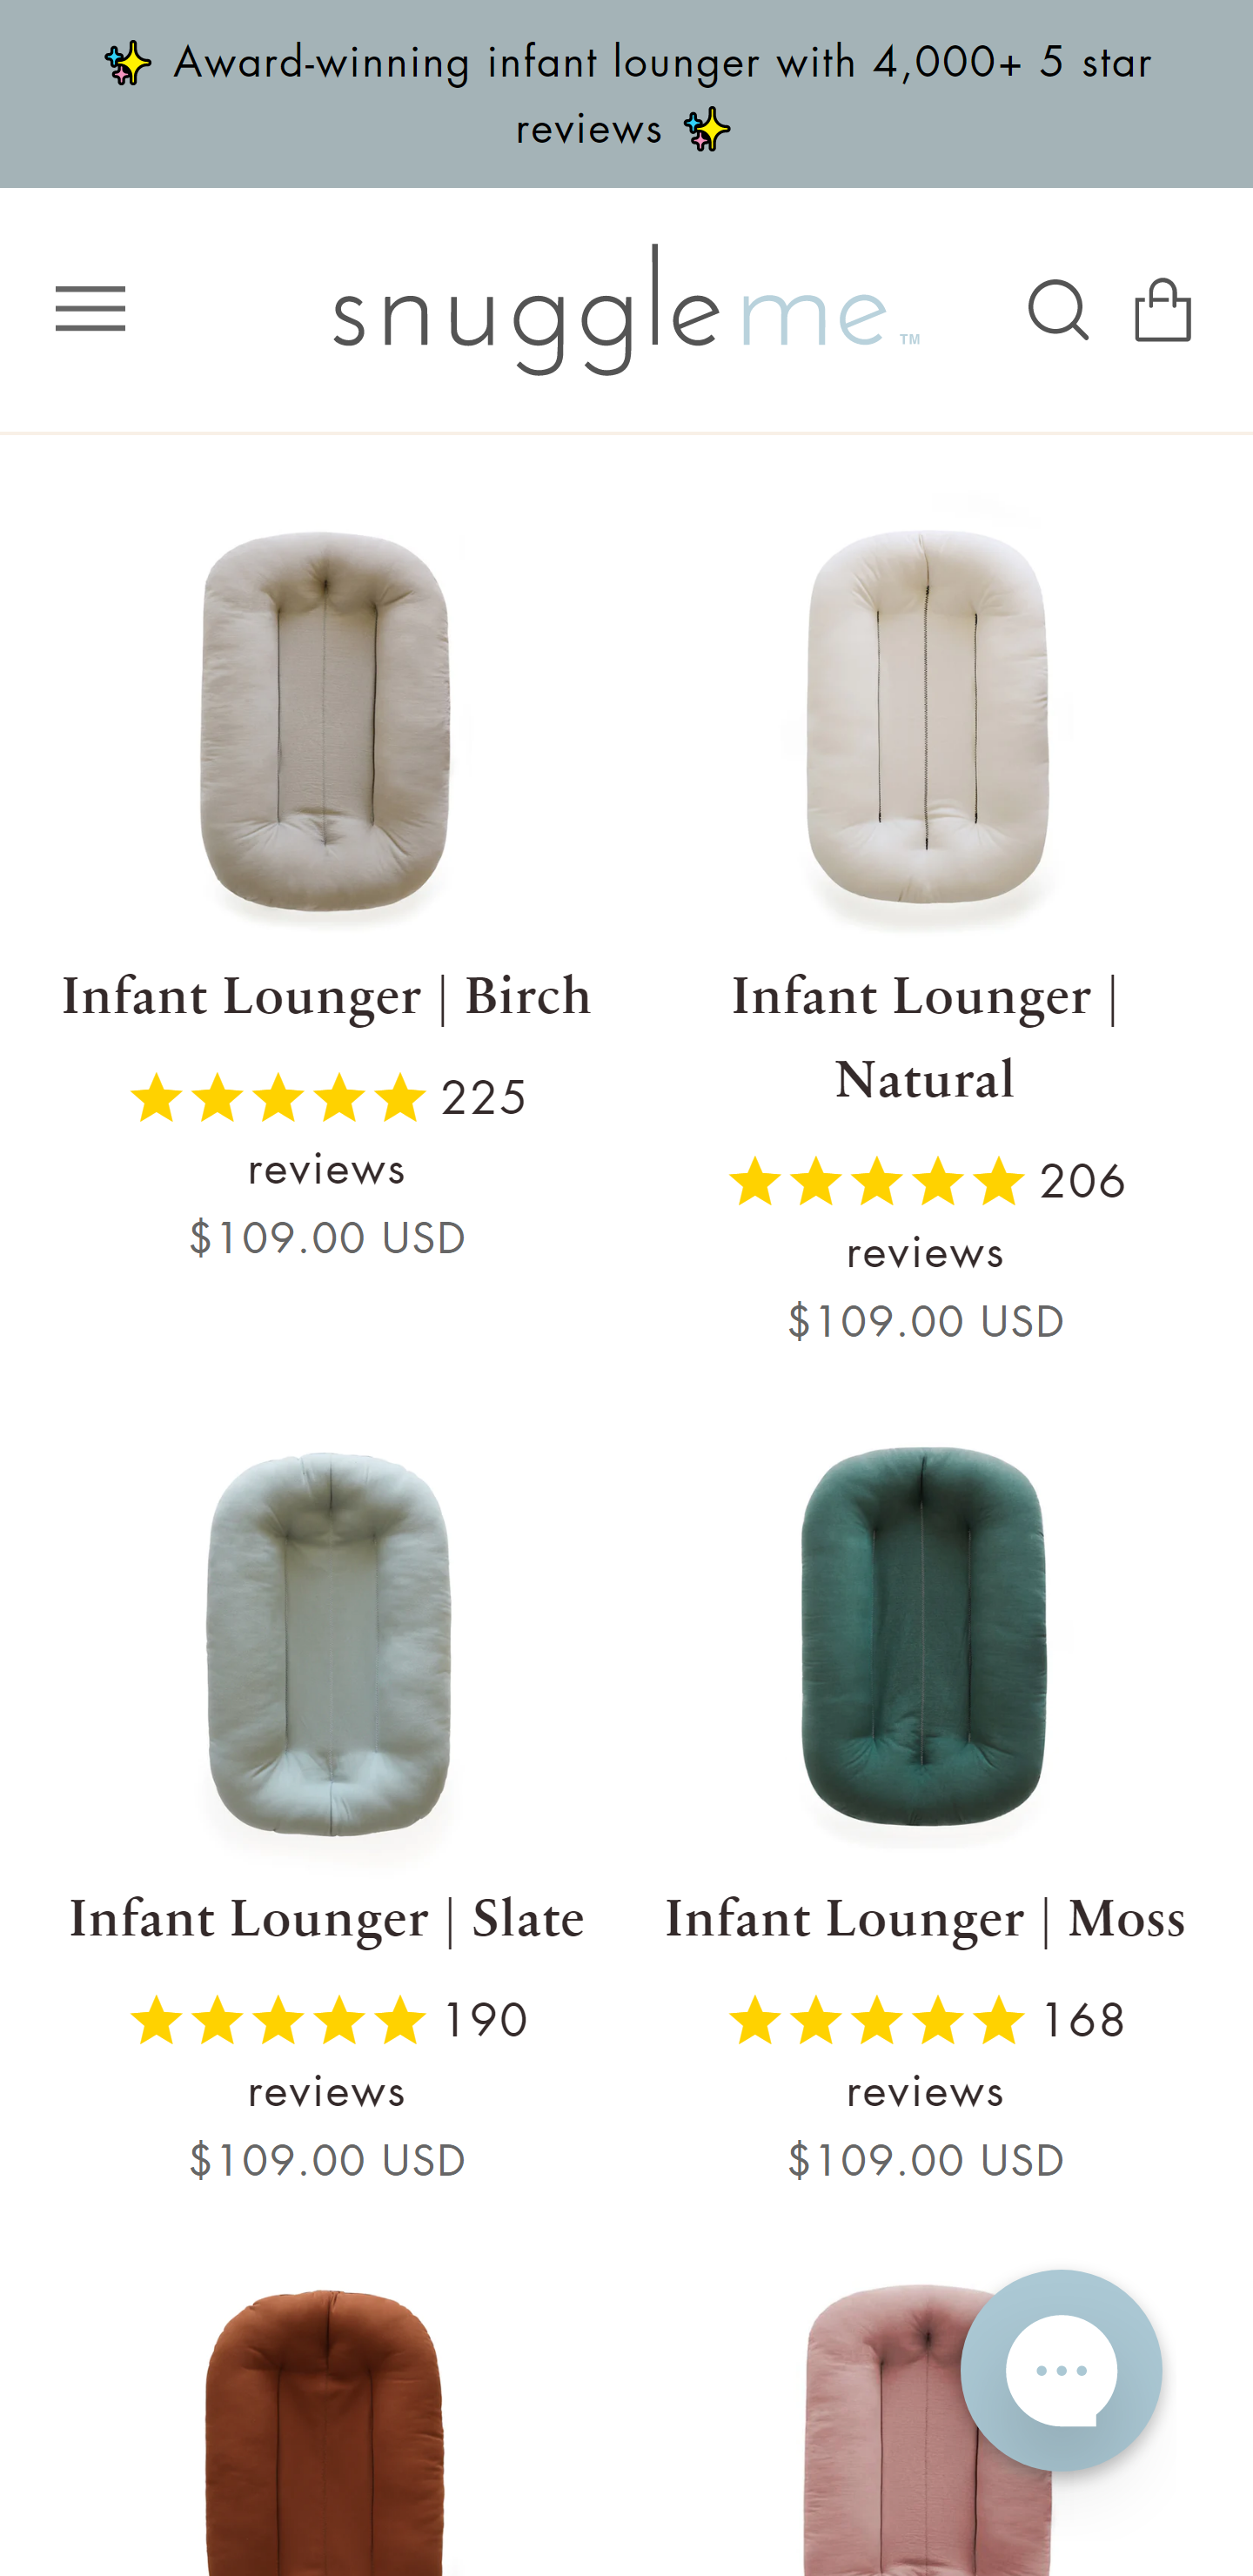 ✨ Award-winning infant lounger with 4,000+ 5 star
reviews ✨
snuggleme™
Infant Lounger | Birch
225
reviews
$109.00 USD
Infant Lounger |
Natural
206
reviews
$109.00 USD
Infant Lounger | Slate
190
reviews
$109.00 USD
Infant Lounger | Moss
168
reviews
$109.00 USD